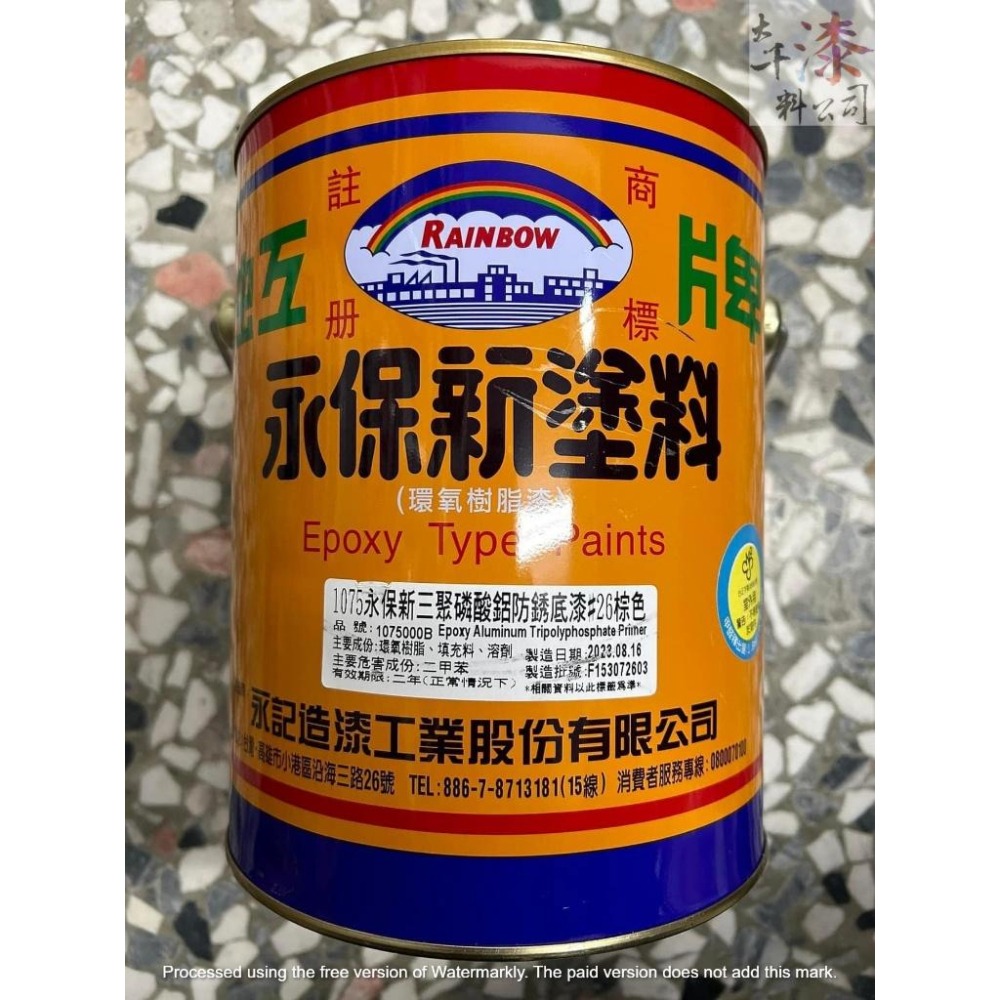 大千漆料公司
註 商
RAINBOW
虹 牌
册 標
永保新塗料
(環氧樹脂漆)
Epoxy Type Paints
1075永保新三聚磷酸鋁防銹底漆#26棕色
品 號:1075000B Epoxy Aluminum Tripolyphosphate Primer
主要成份:環氧樹脂、填充料、溶劑 製造日期:2023.08.16
主要危害成份:二甲苯 製造批號:F153072603
有效期限:二年(正常情況下) *相關資料以此標籤為準*
永記造漆工業股份有限公司
高雄市小港區沿海三路26號 TEL:886-7-8713181(15線) 消費者服務專線:0800070100
Processed using the free version of Watermarkly. The paid version does not add this mark.